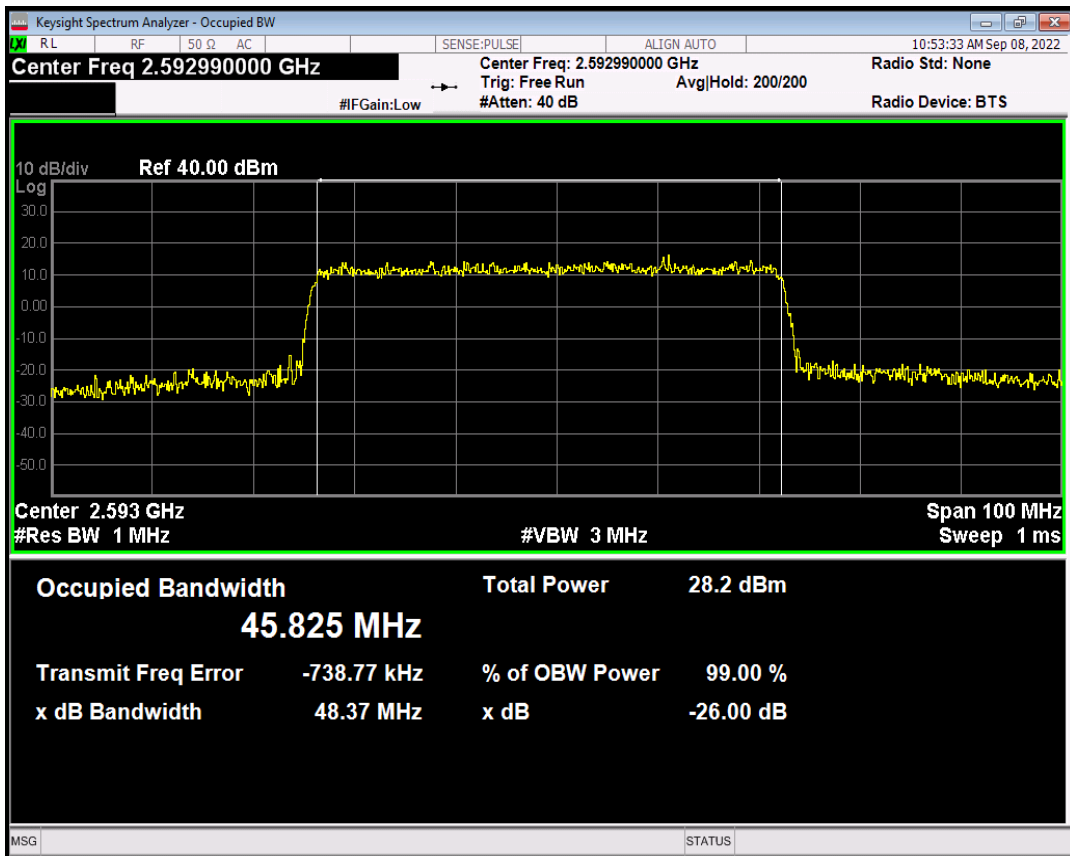 Keysight Spectrum Analyzer - Occupied BW
LXI RL RF 50 Ω AC SENSE:PULSE ALIGN AUTO 10:53:33 AM Sep 08, 2022
Center Freq 2.592990000 GHz Center Freq: 2.592990000 GHz Radio Std: None
Trig: Free Run Avg|Hold: 200/200
#IFGain:Low #Atten: 40 dB Radio Device: BTS
10 dB/div Ref 40.00 dBm
Log
30.0
20.0
10.0
0.00
-10.0
-20.0
-30.0
-40.0
-50.0
Center 2.593 GHz Span 100 MHz
#Res BW 1 MHz #VBW 3 MHz Sweep 1 ms
Occupied Bandwidth Total Power 28.2 dBm
45.825 MHz
Transmit Freq Error -738.77 kHz % of OBW Power 99.00 %
x dB Bandwidth 48.37 MHz x dB -26.00 dB
MSG STATUS